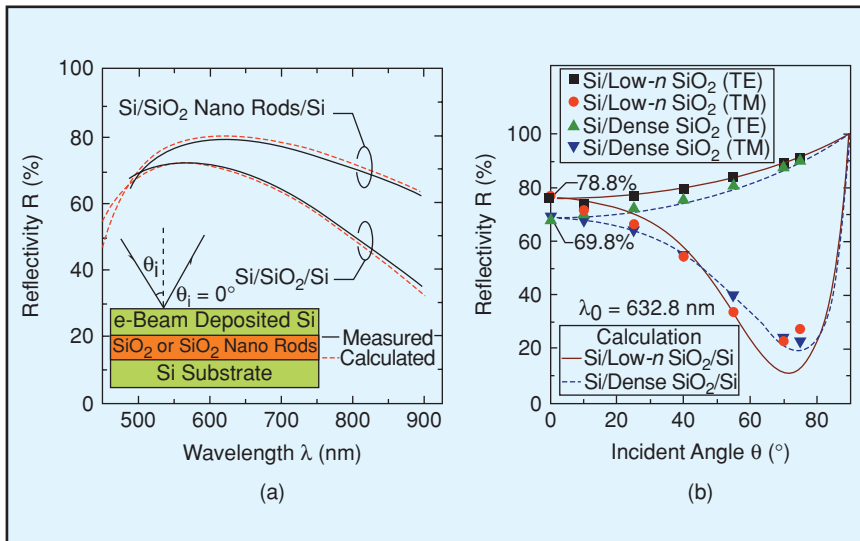 100
80
60
40
20
0
Reflectivity R (%)
Si/SiO2 Nano Rods/Si
Si/SiO2/Si
θi
θi = 0°
e-Beam Deposited Si
SiO2 or SiO2 Nano Rods
Si Substrate
Measured
Calculated
500 600 700 800 900
Wavelength λ (nm)
(a)
100
80
60
40
20
0
Reflectivity R (%)
Si/Low-n SiO2 (TE)
Si/Low-n SiO2 (TM)
Si/Dense SiO2 (TE)
Si/Dense SiO2 (TM)
78.8%
69.8%
λ0 = 632.8 nm
Calculation
Si/Low-n SiO2/Si
Si/Dense SiO2/Si
0 20 40 60 80
Incident Angle θ (°)
(b)